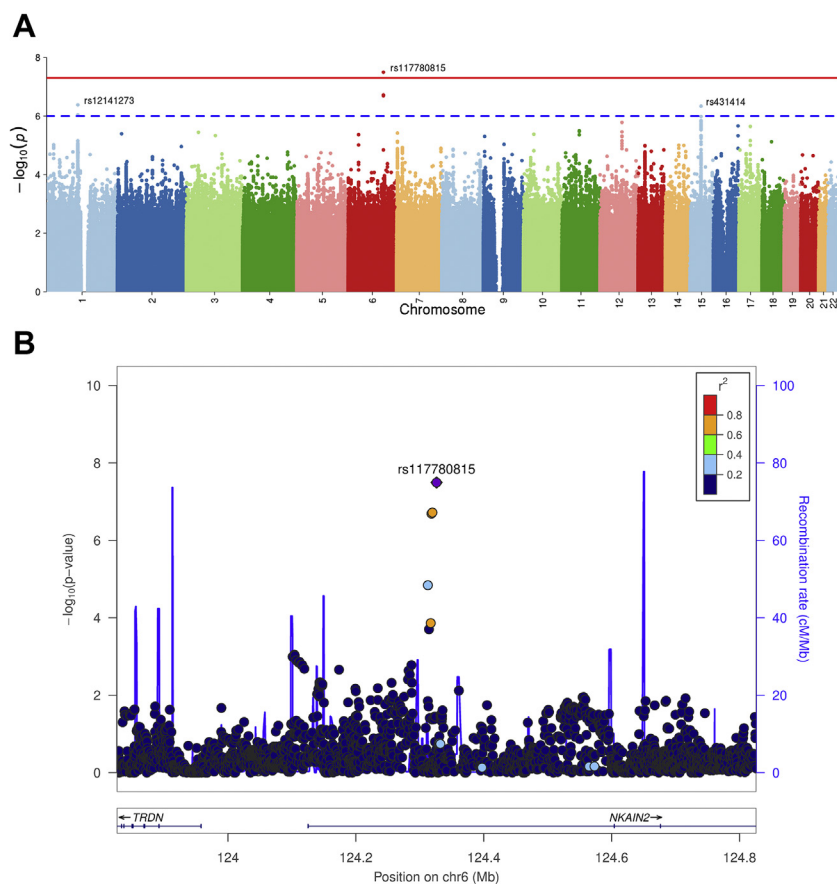 A
8
6
4
2
0
− log10(p)
rs12141273
rs117780815
rs431414
1 2 3 4 5 6 7 8 9 10 11 12 13 14 15 16 17 18 19 20 21 22
Chromosome
B
10
8
6
4
2
0
−log10(p−value)
rs117780815
r2
0.8
0.6
0.4
0.2
100
80
60
40
20
0
Recombination rate (cM/Mb)
←TRDN
NKAIN2→
124 124.2 124.4 124.6 124.8
Position on chr6 (Mb)